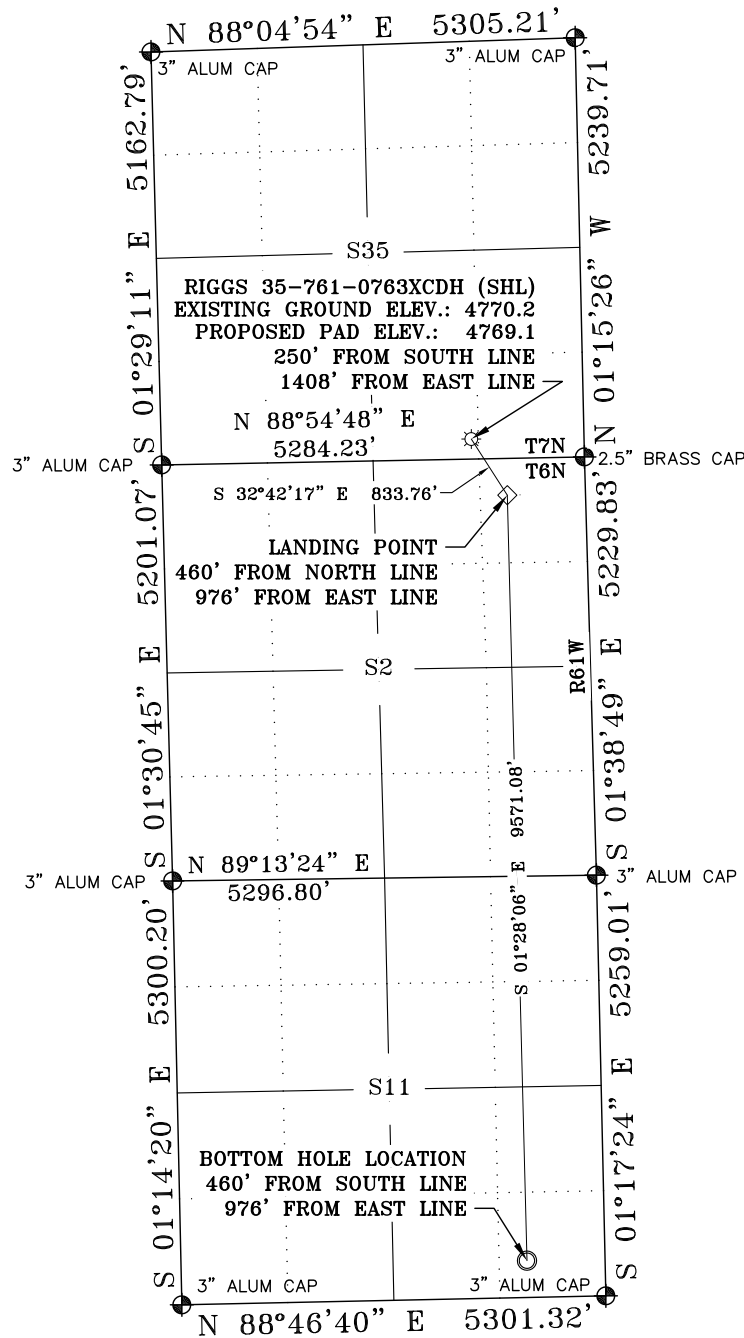 N 88°04'54" E 5305.21'
3" ALUM CAP
3" ALUM CAP
S 01°29'11" E 5162.79'
N 01°15'26" W 5239.71'
S35
RIGGS 35-761-0763XCDH (SHL)
EXISTING GROUND ELEV.: 4770.2
PROPOSED PAD ELEV.: 4769.1
250' FROM SOUTH LINE
1408' FROM EAST LINE
N 88°54'48" E
5284.23'
T7N
T6N
3" ALUM CAP
2.5" BRASS CAP
S 32°42'17" E 833.76'
LANDING POINT
460' FROM NORTH LINE
976' FROM EAST LINE
S 01°30'45" E 5201.07'
S 01°38'49" E 5229.83'
S2
R61W
S 01°28'06" E 9571.08'
N 89°13'24" E
5296.80'
3" ALUM CAP
3" ALUM CAP
S 01°14'20" E 5300.20'
S 01°17'24" E 5259.01'
S11
BOTTOM HOLE LOCATION
460' FROM SOUTH LINE
976' FROM EAST LINE
3" ALUM CAP
3" ALUM CAP
N 88°46'40" E 5301.32'